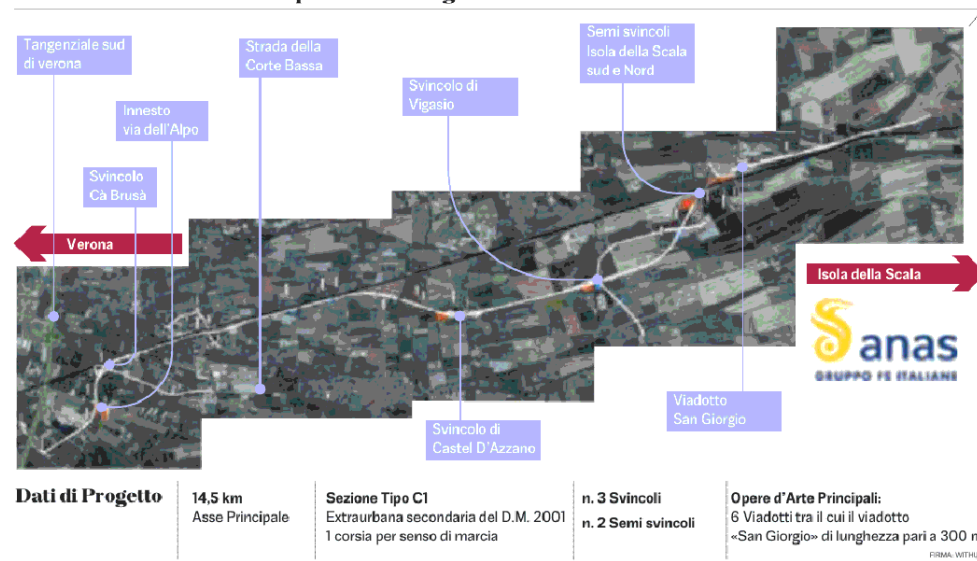 Tangenziale sud
di verona
Innesto
via dell'Alpo
Svincolo
Cà Brusà
Strada della
Corte Bassa
Svincolo di
Vigasio
Semi svincoli
Isola della Scala
sud e Nord
Verona
Isola della Scala
anas
GRUPPO FS ITALIANE
Viadotto
San Giorgio
Svincolo di
Castel D'Azzano
Dati di Progetto
14,5 km
Asse Principale
Sezione Tipo C1
Extraurbana secondaria del D.M. 2001
1 corsia per senso di marcia
n. 3 Svincoli
n. 2 Semi svincoli
Opere d'Arte Principali:
6 Viadotti tra il cui il viadotto
«San Giorgio» di lunghezza pari a 300 m
FIRMA: WITHU